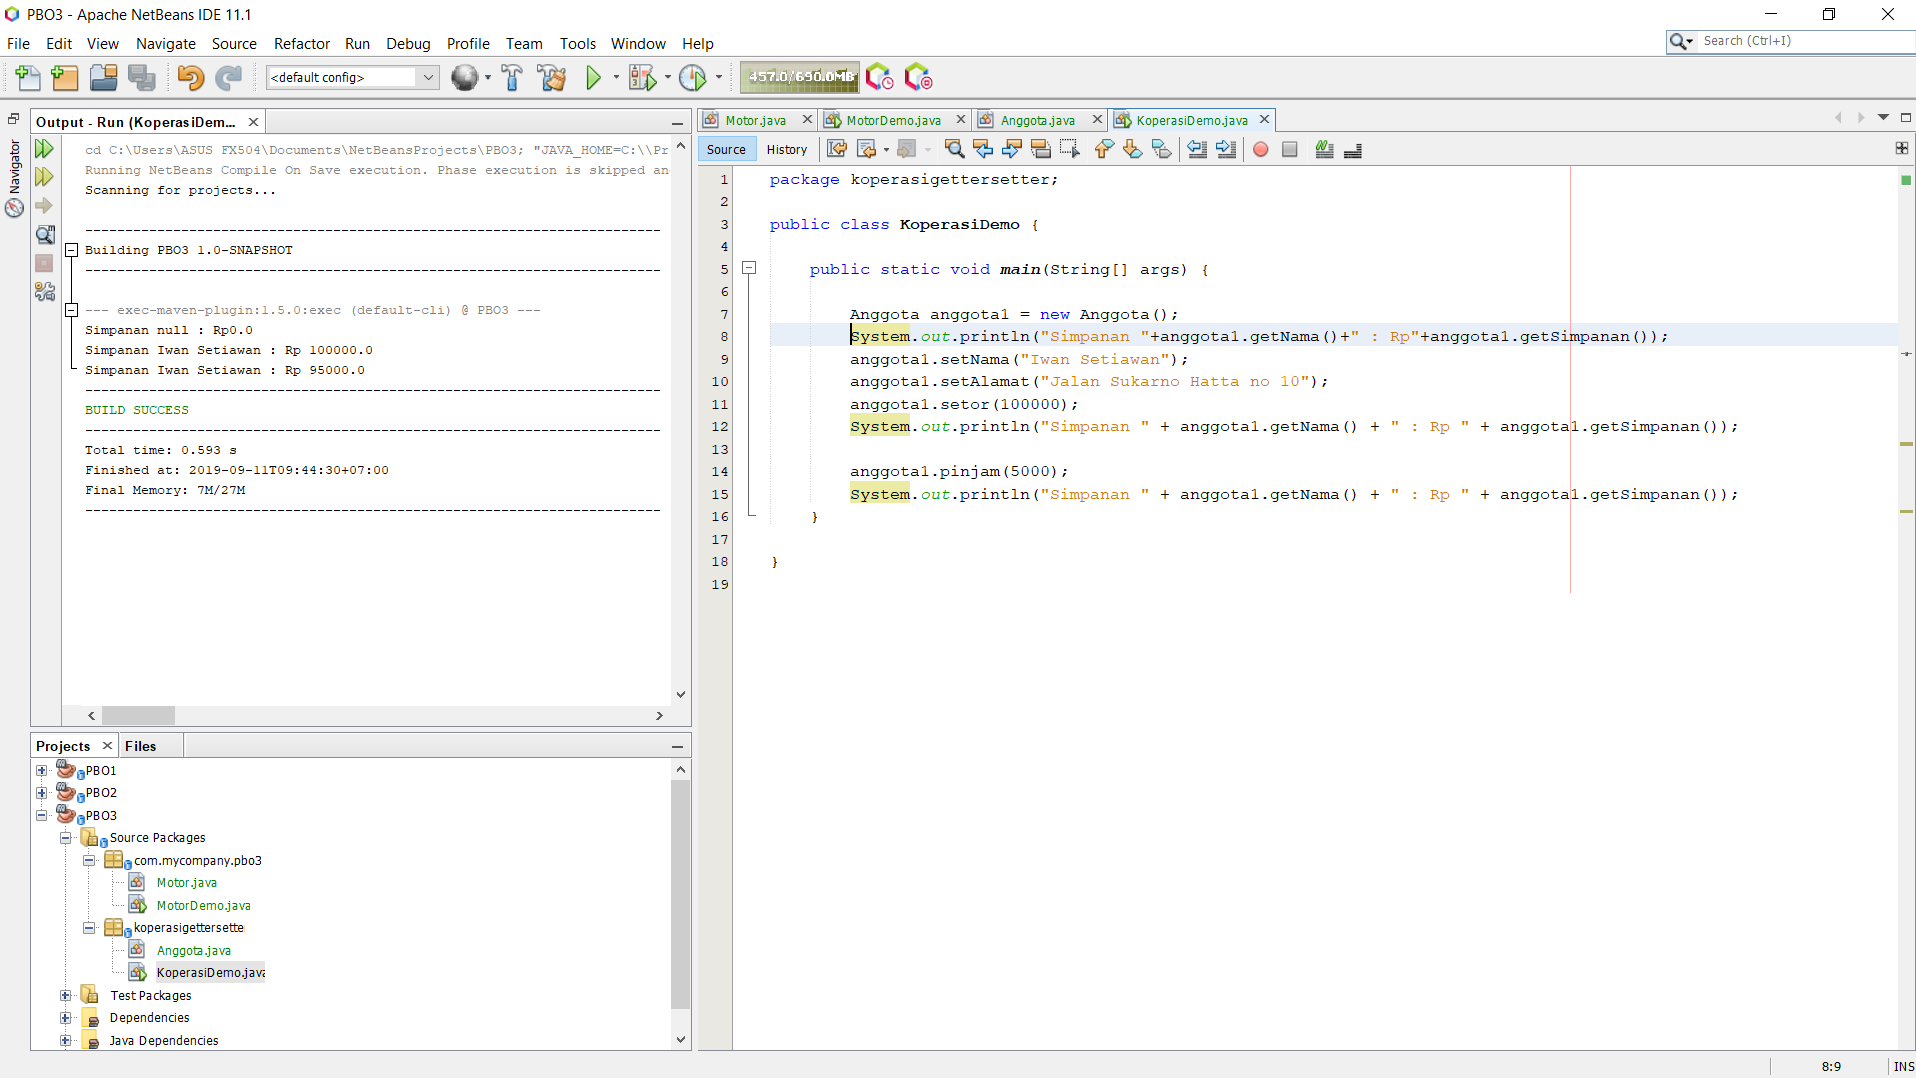 PBO3 - Apache NetBeans IDE 11.1
File Edit View Navigate Source Refactor Run Debug Profile Team Tools Window Help
Search (Ctrl+I)
<default config>
457.0/690.0MB
Output - Run (KoperasiDem...
Navigator
cd C:\Users\ASUS FX504\Documents\NetBeansProjects\PBO3; "JAVA_HOME=C:\\Pr
Running NetBeans Compile On Save execution. Phase execution is skipped an
Scanning for projects...
------------------------------------------------------------------------
Building PBO3 1.0-SNAPSHOT
------------------------------------------------------------------------
--- exec-maven-plugin:1.5.0:exec (default-cli) @ PBO3 ---
Simpanan null : Rp0.0
Simpanan Iwan Setiawan : Rp 100000.0
Simpanan Iwan Setiawan : Rp 95000.0
------------------------------------------------------------------------
BUILD SUCCESS
------------------------------------------------------------------------
Total time: 0.593 s
Finished at: 2019-09-11T09:44:30+07:00
Final Memory: 7M/27M
------------------------------------------------------------------------
Projects Files
PBO1
PBO2
PBO3
Source Packages
com.mycompany.pbo3
Motor.java
MotorDemo.java
koperasigettersette
Anggota.java
KoperasiDemo.java
Test Packages
Dependencies
Java Dependencies
Motor.java MotorDemo.java Anggota.java KoperasiDemo.java
Source History
1 package koperasigettersetter;
2
3 public class KoperasiDemo {
4
5 public static void main(String[] args) {
6
7 Anggota anggota1 = new Anggota();
8 System.out.println("Simpanan "+anggota1.getNama()+" : Rp"+anggota1.getSimpanan());
9 anggota1.setNama("Iwan Setiawan");
10 anggota1.setAlamat("Jalan Sukarno Hatta no 10");
11 anggota1.setor(100000);
12 System.out.println("Simpanan " + anggota1.getNama() + " : Rp " + anggota1.getSimpanan());
13
14 anggota1.pinjam(5000);
15 System.out.println("Simpanan " + anggota1.getNama() + " : Rp " + anggota1.getSimpanan());
16 }
17
18 }
19
8:9 INS